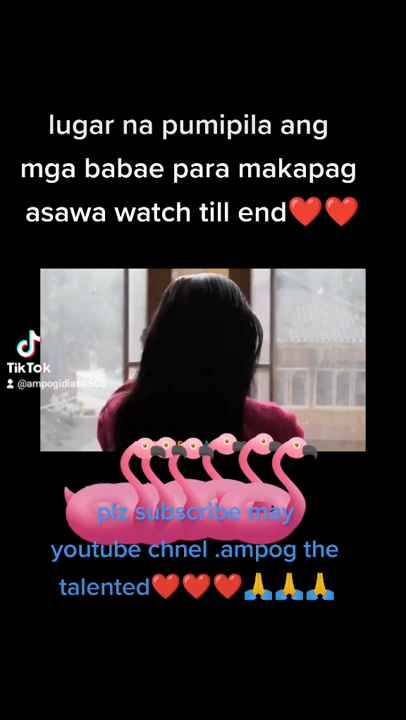 lugar na pumipila ang
mga babae para makapag
asawa watch till end❤️❤️
TikTok
@ampogidias0505
plz subscribe may
youtube chnel .ampog the
talented❤️❤️❤️🙏🙏🙏